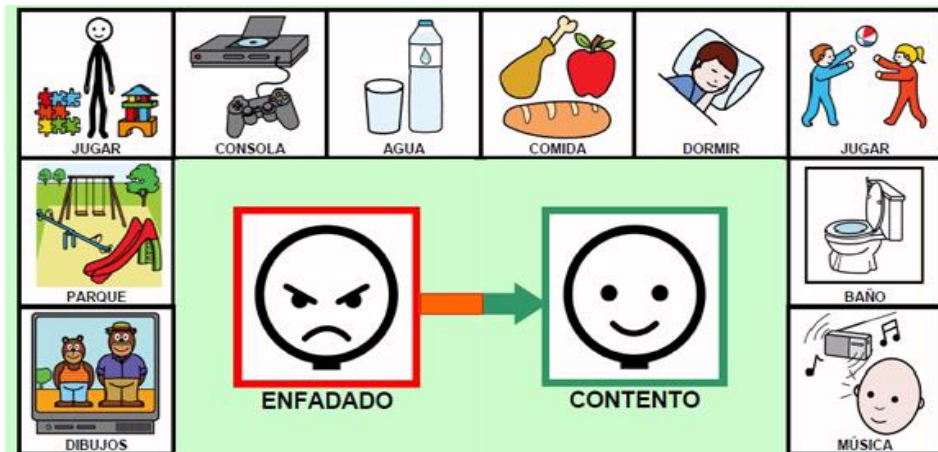 JUGAR
CONSOLA
AGUA
COMIDA
DORMIR
JUGAR
PARQUE
BAÑO
ENFADADO
CONTENTO
DIBUJOS
MÚSICA